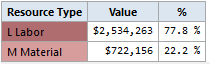 Resource Type Value %
L Labor $2,534,263 77.8 %
M Material $722,156 22.2 %